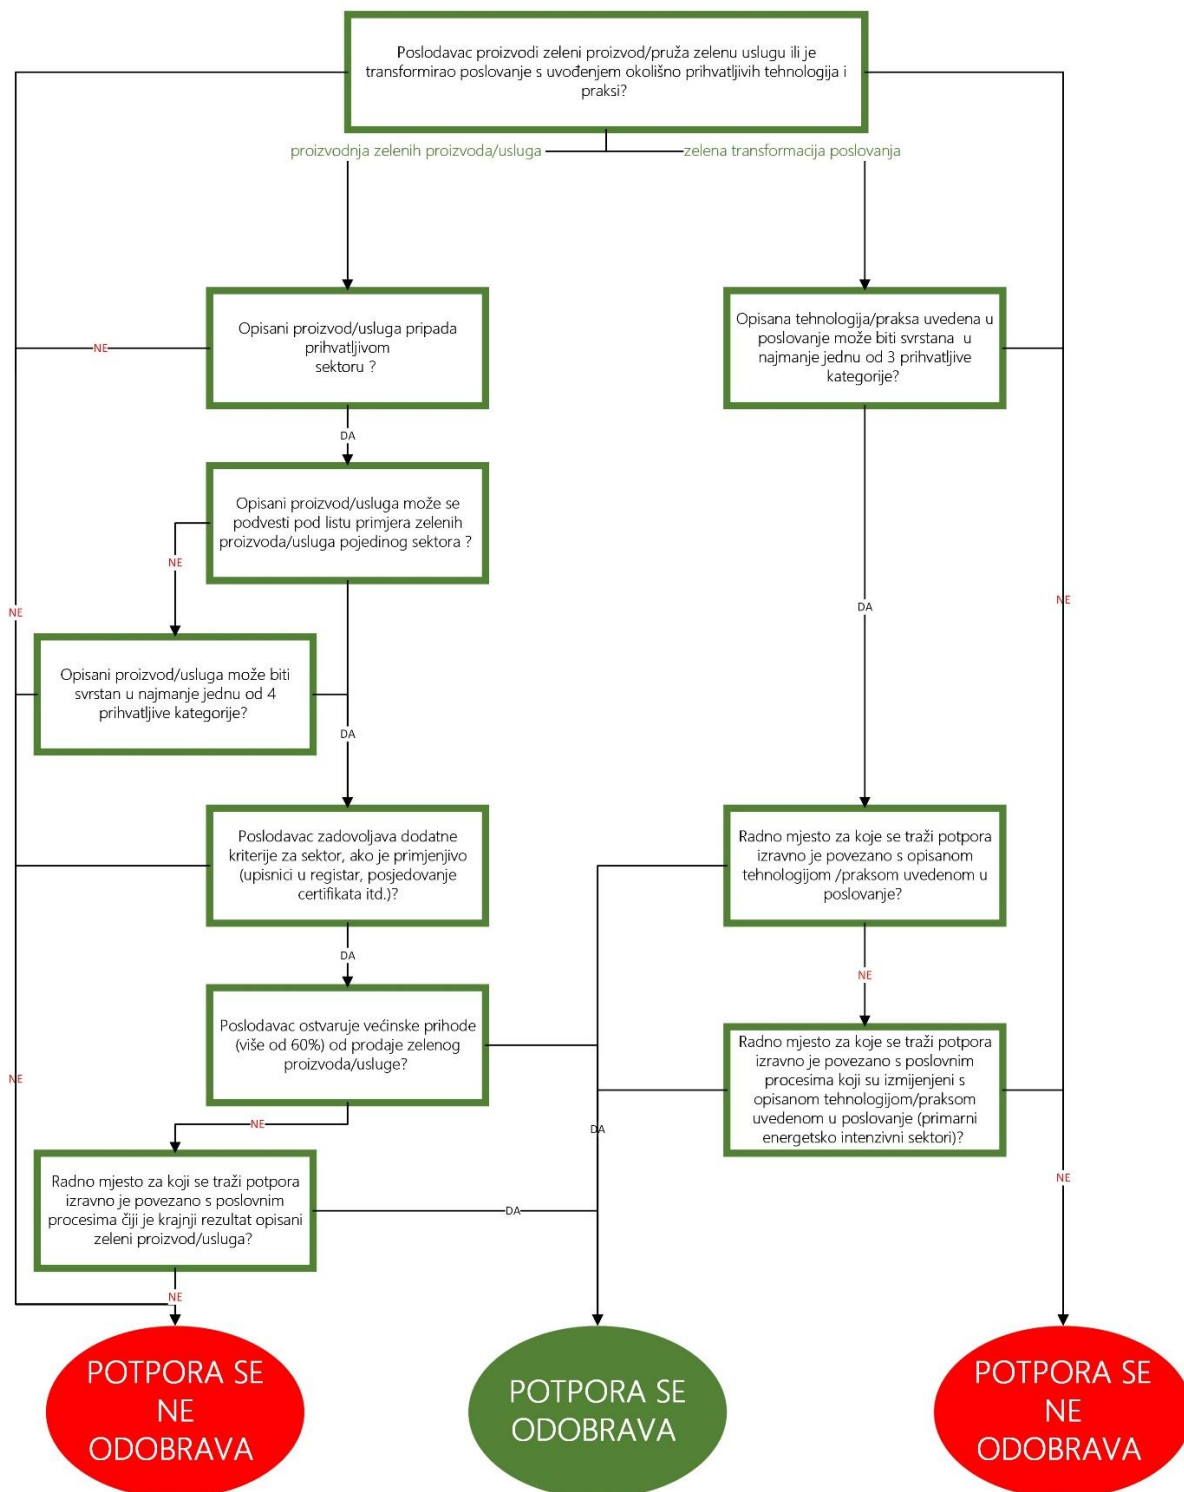 Poslodavac proizvodi zeleni proizvod/pruža zelenu uslugu ili je
transformirao poslovanje s uvođenjem okolišno prihvatljivih tehnologija i
praksi?
proizvodnja zelenih proizvoda/usluga
zelena transformacija poslovanja
Opisani proizvod/usluga pripada
prihvatljivom
sektoru ?
Opisana tehnologija/praksa uvedena u
poslovanje može biti svrstana u
najmanje jednu od 3 prihvatljive
kategorije?
NE
DA
Opisani proizvod/usluga može se
podvesti pod listu primjera zelenih
proizvoda/usluga pojedinog sektora ?
NE
NE
DA
NE
Opisani proizvod/usluga može biti
svrstan u najmanje jednu od 4
prihvatljive kategorije?
DA
Poslodavac zadovoljava dodatne
kriterije za sektor, ako je primjenjivo
(upisnici u registar, posjedovanje
certifikata itd.)?
Radno mjesto za koje se traži potpora
izravno je povezano s opisanom
tehnologijom /praksom uvedenom u
poslovanje?
DA
NE
Poslodavac ostvaruje većinske prihode
(više od 60%) od prodaje zelenog
proizvoda/usluge?
Radno mjesto za koje se traži potpora
izravno je povezano s poslovnim
procesima koji su izmijenjeni s
opisanom tehnologijom/praksom
uvedenom u poslovanje (primarni
energetsko intenzivni sektori)?
NE
NE
DA
Radno mjesto za koji se traži potpora
izravno je povezano s poslovnim
procesima čiji je krajnji rezultat opisani
zeleni proizvod/usluga?
NE
DA
NE
POTPORA SE
NE
ODOBRAVA
POTPORA SE
ODOBRAVA
POTPORA SE
NE
ODOBRAVA